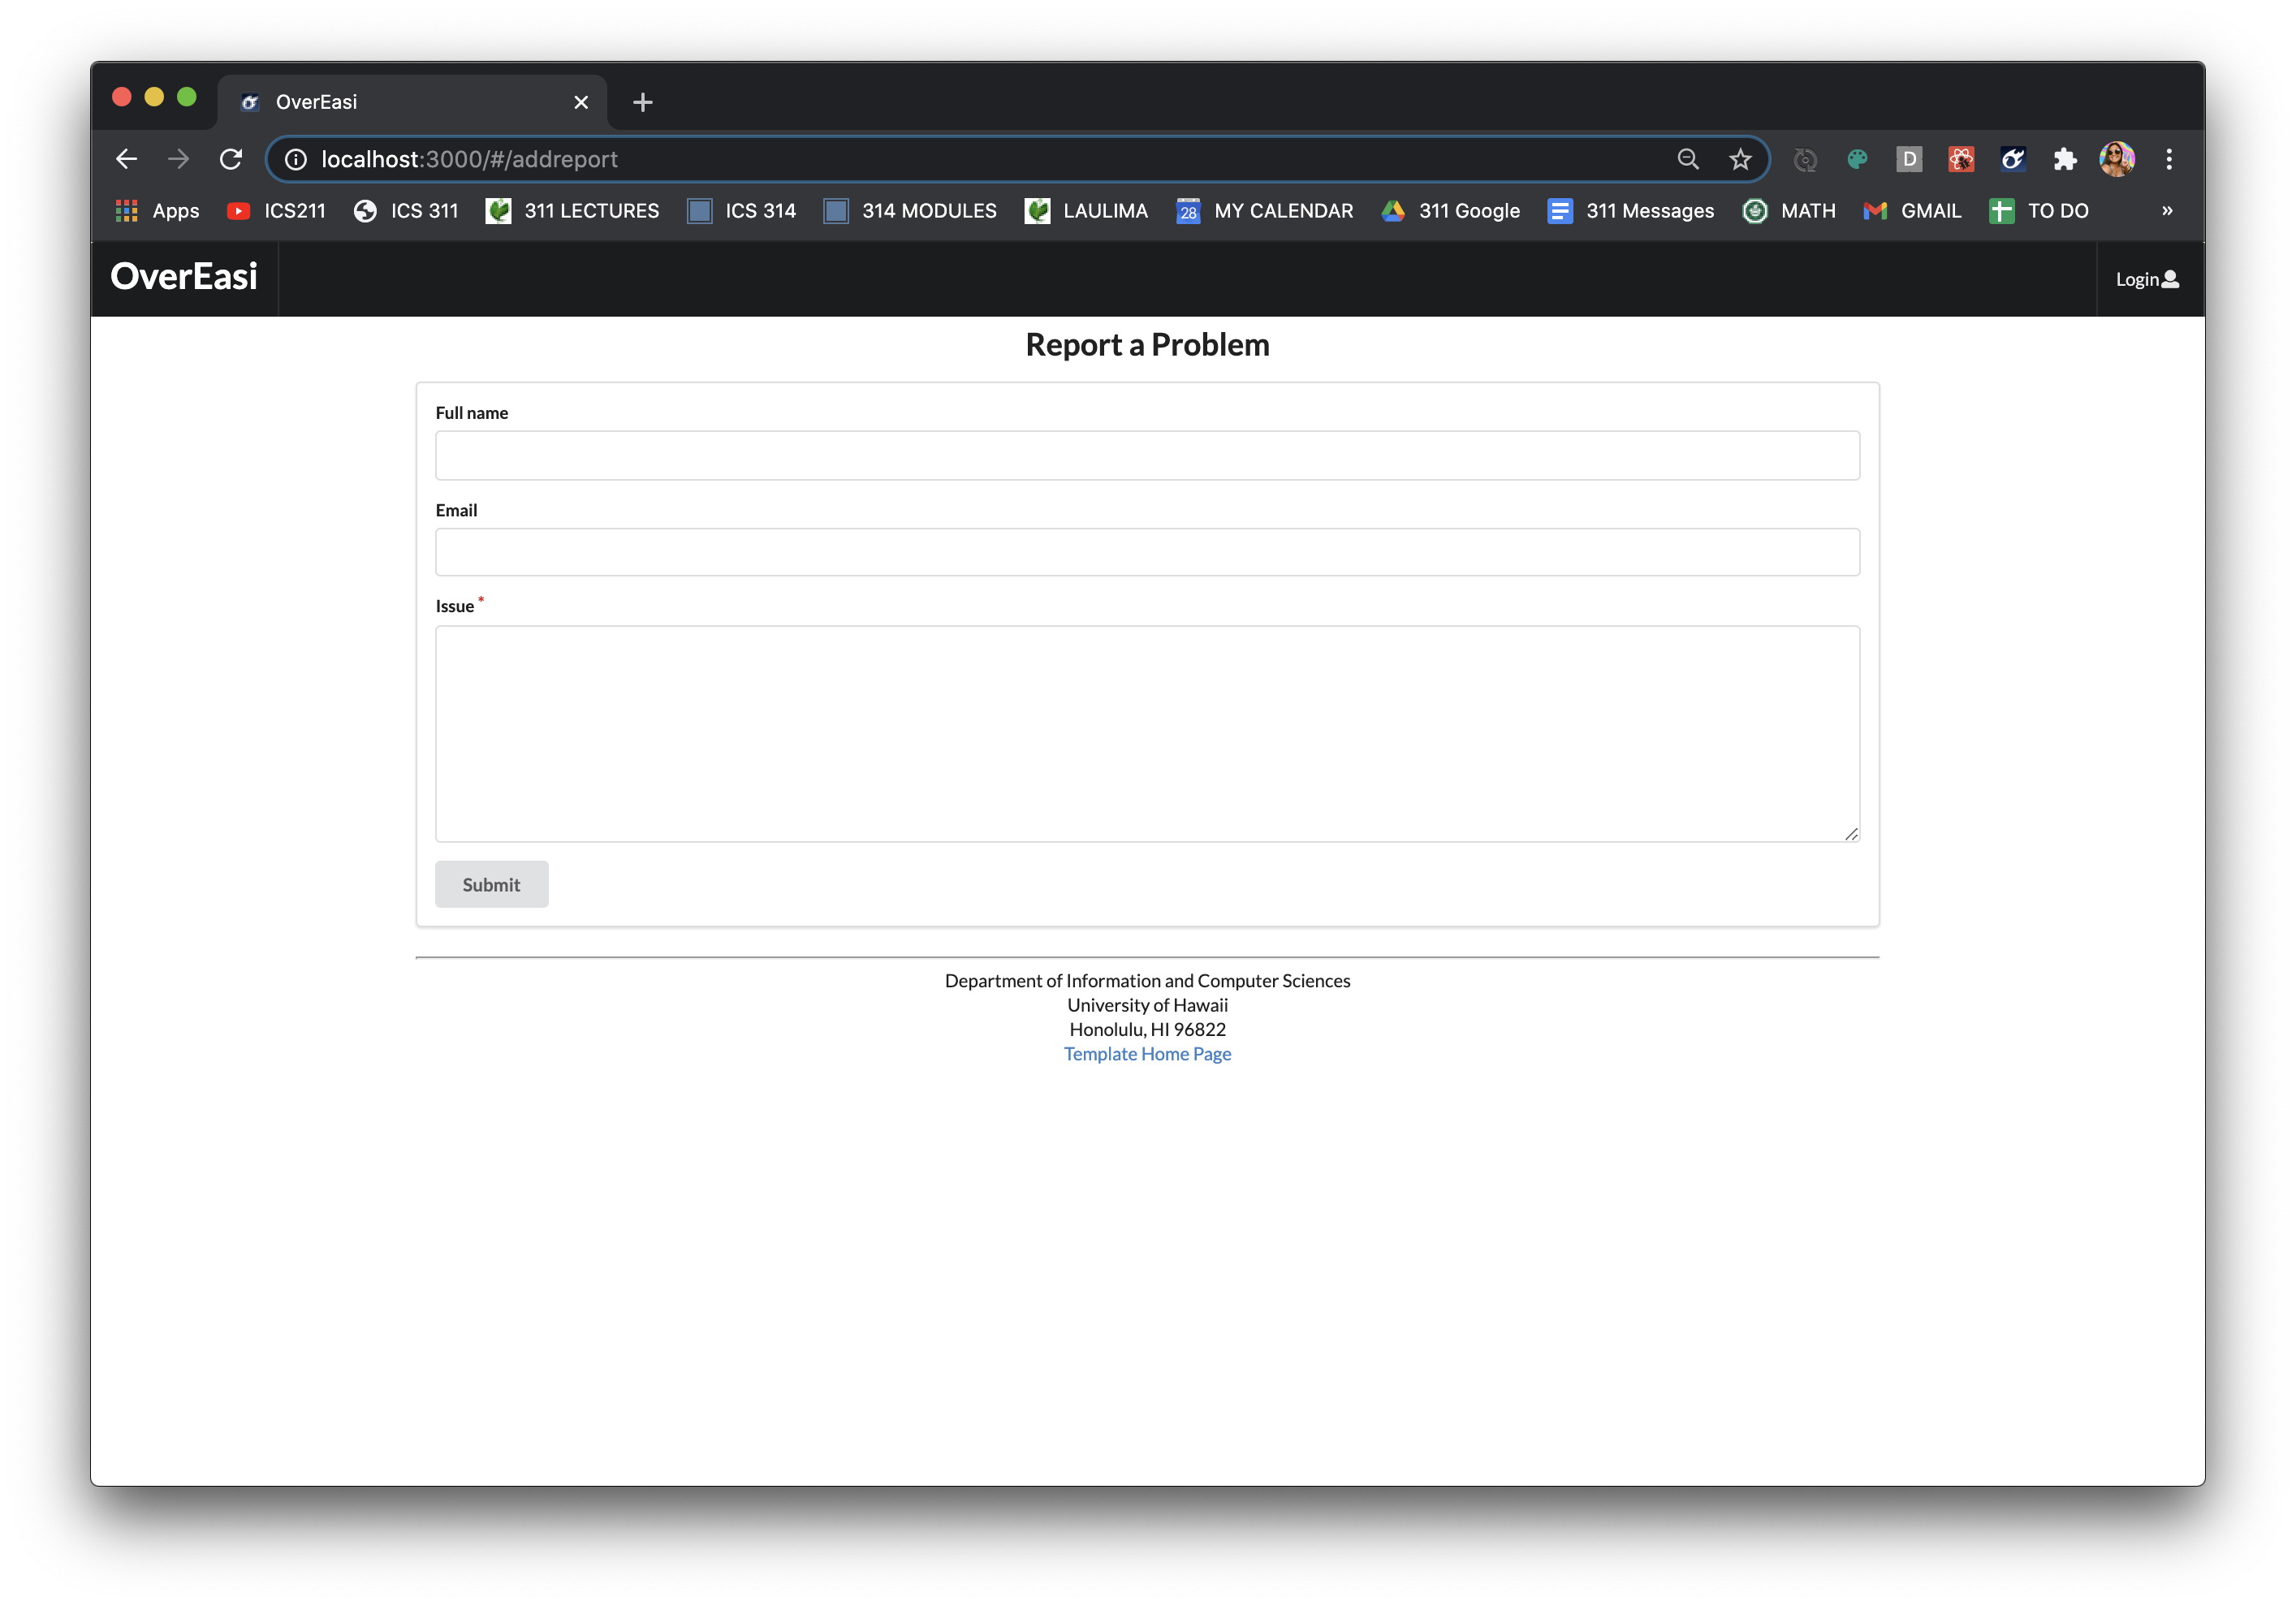 OverEasi
localhost:3000/#/addreport
D
Apps ICS211 ICS 311 311 LECTURES ICS 314 314 MODULES LAULIMA 28 MY CALENDAR 311 Google 311 Messages MATH GMAIL TO DO »
OverEasi
Login
Report a Problem
Full name
Email
Issue *
Submit
Department of Information and Computer Sciences
University of Hawaii
Honolulu, HI 96822
Template Home Page